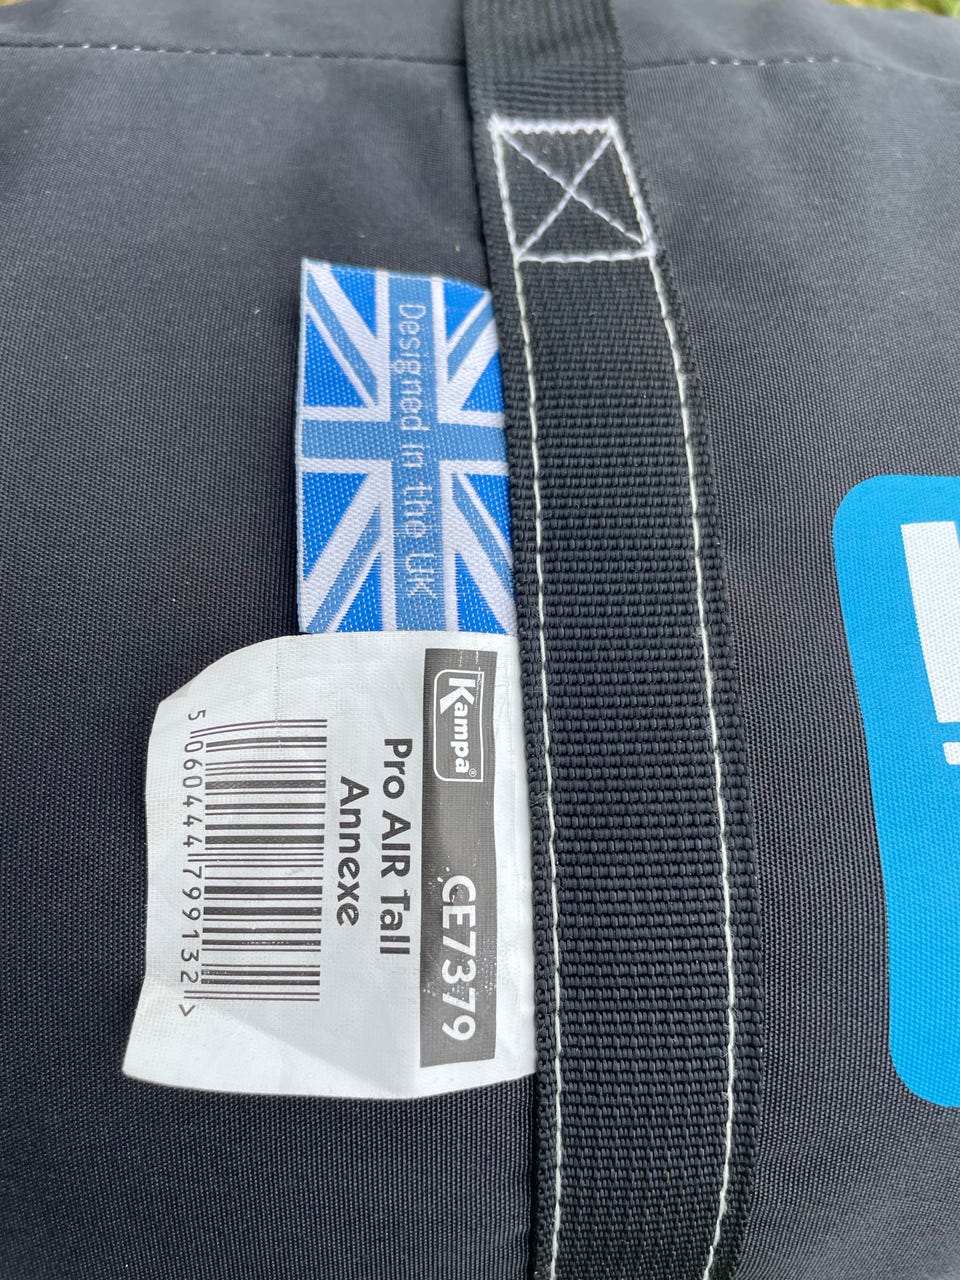 Designed in the UK
Kampa® CE7379
Pro AIR Tall
Annexe
5 060444 799132 >